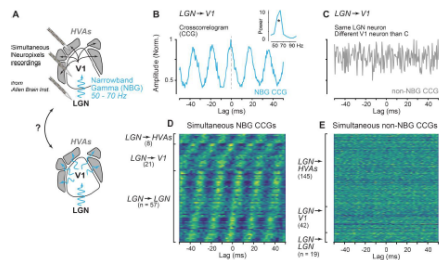 A
HVAs
Simultaneous
Neuropixels
recordings
V1
from
Allen Brain Inst.
Narrowband
Gamma (NBG)
50 - 70 Hz
LGN
?
HVAs
V1
LGN
B
LGN → V1
Crosscorelogram
(CCG)
Power
50 70 90 Hz
Amplitude (Norm.)
1
0.5
NBG CCG
-40 -20 0 20 40
Lag (ms)
C
LGN → V1
Same LGN neuron
Different V1 neuron than C
non-NBG CCG
-40 -20 0 20 40
Lag (ms)
D
Simultaneous NBG CCGs
LGN → HVAs
(8)
LGN → V1
(21)
LGN → LGN
(n = 57)
-40 -20 0 20 40
Lag (ms)
E
Simultaneous non-NBG CCGs
LGN →
HVAs
(145)
LGN →
V1
(42)
LGN →
LGN
(n = 19)
-40 -20 0 20 40
Lag (ms)